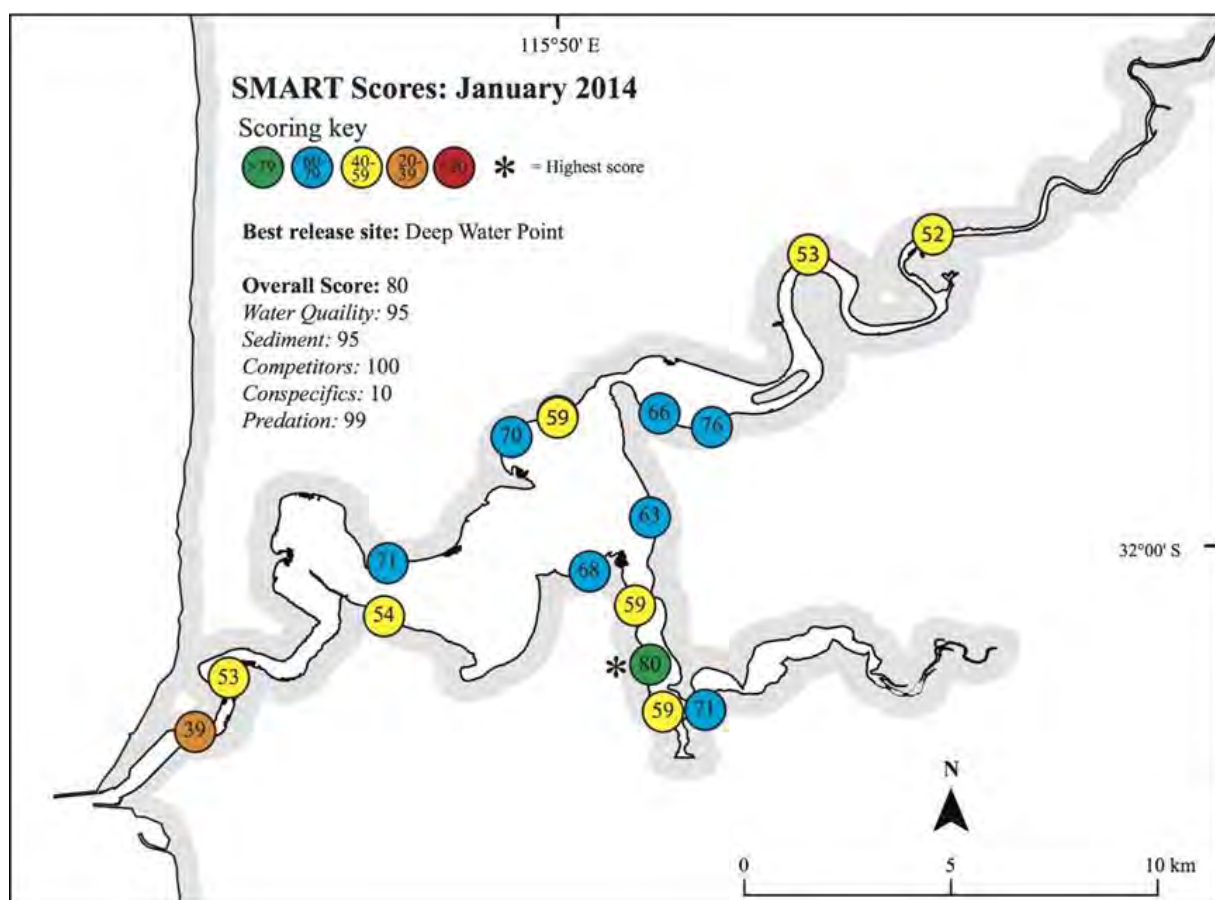 115°50' E
SMART Scores: January 2014
Scoring key
>79
60-
79
40-
59
20-
39
<20
* = Highest score
Best release site: Deep Water Point
Overall Score: 80
Water Quaility: 95
Sediment: 95
Competitors: 100
Conspecifics: 10
Predation: 99
52
53
66
76
59
70
63
32°00' S
71
68
59
54
80
*
53
59
71
39
N
0
5
10 km